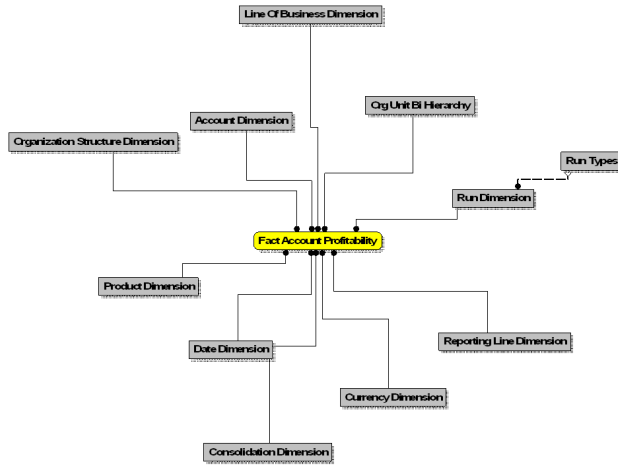 Line Of Business Dimension
Org Unit Bi Hierarchy
Account Dimension
Organization Structure Dimension
Run Types
Run Dimension
Fact Account Profitability
Product Dimension
Reporting Line Dimension
Date Dimension
Currency Dimension
Consolidation Dimension